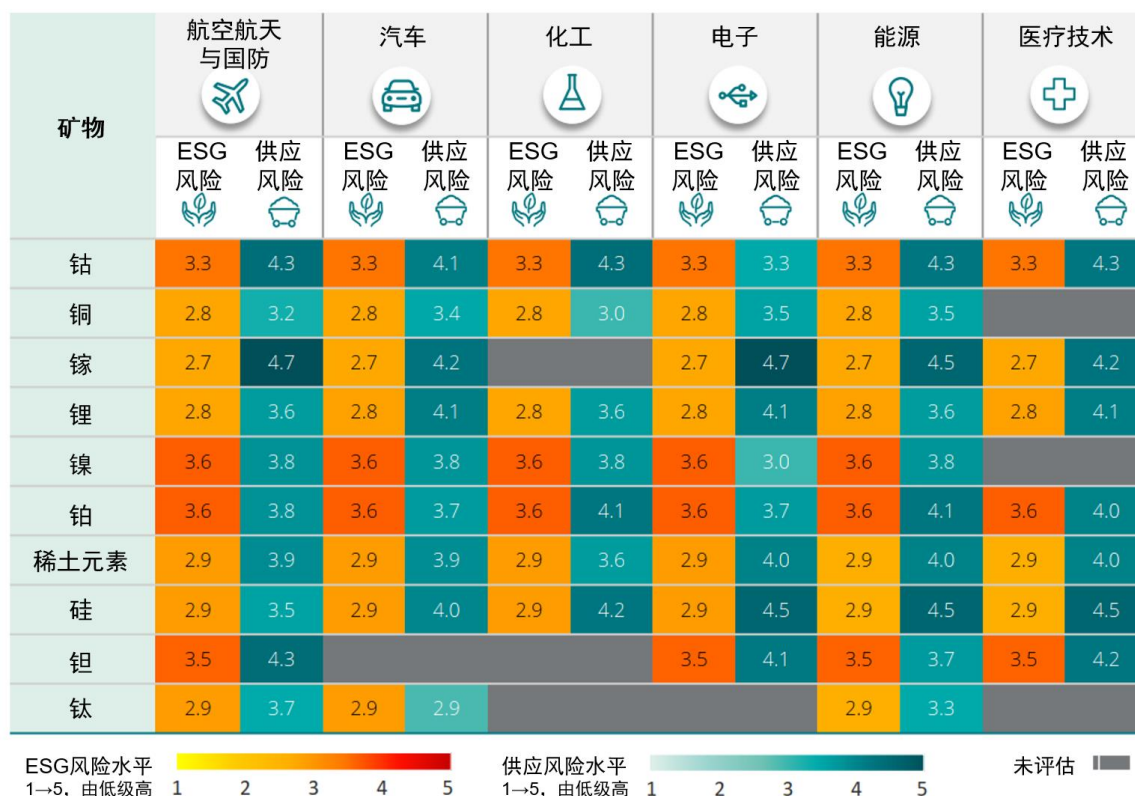 矿物
航空航天
与国防
汽车
化工
电子
能源
医疗技术
ESG
风险
供应
风险
ESG
风险
供应
风险
ESG
风险
供应
风险
ESG
风险
供应
风险
ESG
风险
供应
风险
ESG
风险
供应
风险
钴 3.3 4.3 3.3 4.1 3.3 4.3 3.3 3.3 3.3 4.3 3.3 4.3
铜 2.8 3.2 2.8 3.4 2.8 3.0 2.8 3.5 2.8 3.5
镓 2.7 4.7 2.7 4.2 2.7 4.7 2.7 4.5 2.7 4.2
锂 2.8 3.6 2.8 4.1 2.8 3.6 2.8 4.1 2.8 3.6 2.8 4.1
镍 3.6 3.8 3.6 3.8 3.6 3.8 3.6 3.0 3.6 3.8
铂 3.6 3.8 3.6 3.7 3.6 4.1 3.6 3.7 3.6 4.1 3.6 4.0
稀土元素 2.9 3.9 2.9 3.9 2.9 3.6 2.9 4.0 2.9 4.0 2.9 4.0
硅 2.9 3.5 2.9 4.0 2.9 4.2 2.9 4.5 2.9 4.5 2.9 4.5
钽 3.5 4.3 3.5 4.1 3.5 3.7 3.5 4.2
钛 2.9 3.7 2.9 2.9 2.9 3.3
ESG风险水平
1→5，由低级高
1 2 3 4 5
供应风险水平
1→5，由低级高
1 2 3 4 5
未评估